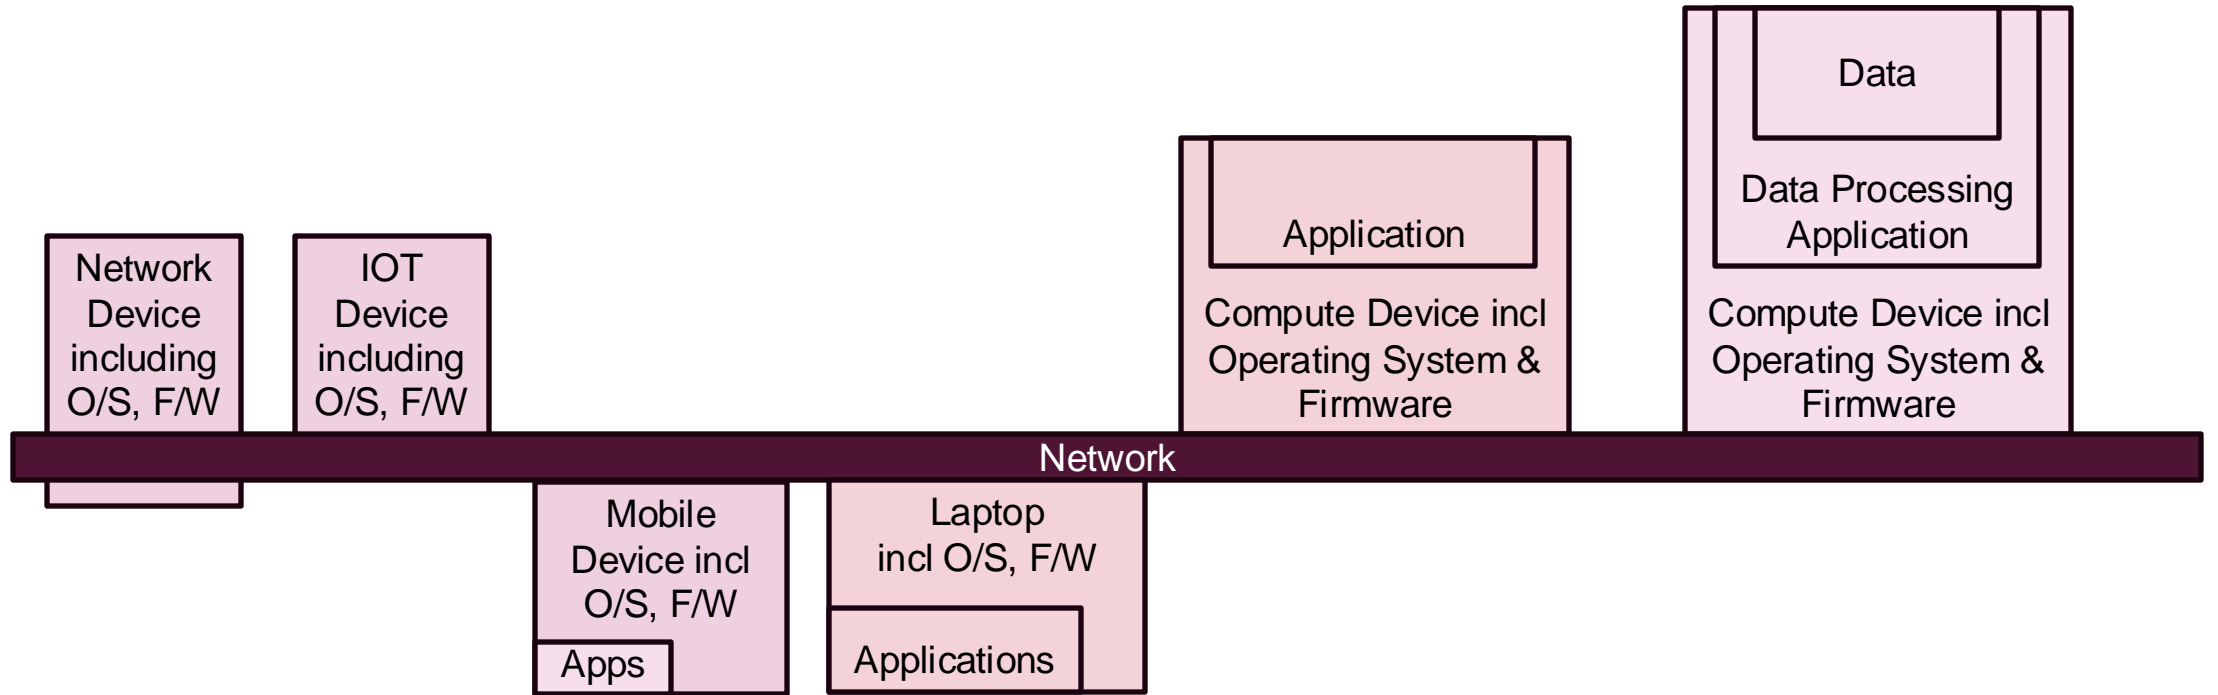 Network
Device
including
O/S, F/W
IOT
Device
including
O/S, F/W
Application
Compute Device incl
Operating System &
Firmware
Data
Data Processing
Application
Compute Device incl
Operating System &
Firmware
Network
Mobile
Device incl
O/S, F/W
Apps
Laptop
incl O/S, F/W
Applications